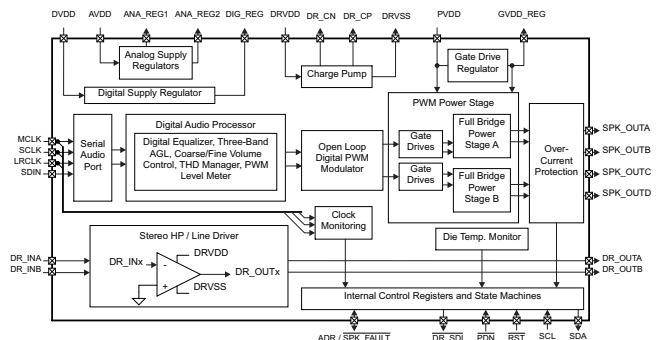 DVDD AVDD ANA_REG1 ANA_REG2 DIG_REG DRVDD DR_CN DR_CP DRVSS PVDD GVDD_REG
Analog Supply
Regulators
Charge Pump
Gate Drive
Regulator
Digital Supply Regulator
MCLK
SCLK
LRCLK
SDIN
Serial
Audio
Port
Digital Audio Processor
Digital Equalizer, Three-Band
AGL, Coarse/Fine Volume
Control, THD Manager, PWM
Level Meter
Open Loop
Digital PWM
Modulator
PWM Power Stage
Gate
Drives
Full Bridge
Power
Stage A
Gate
Drives
Full Bridge
Power
Stage B
Over-
Current
Protection
SPK_OUTA
SPK_OUTB
SPK_OUTC
SPK_OUTD
Clock
Monitoring
Die Temp. Monitor
DR_INA
DR_INB
Stereo HP / Line Driver
DR_INx
DRVDD
-
+
DR_OUTx
DRVSS
DR_OUTA
DR_OUTB
Internal Control Registers and State Machines
ADR / SPK_FAULT DR_SDI PDN RST SCL SDA